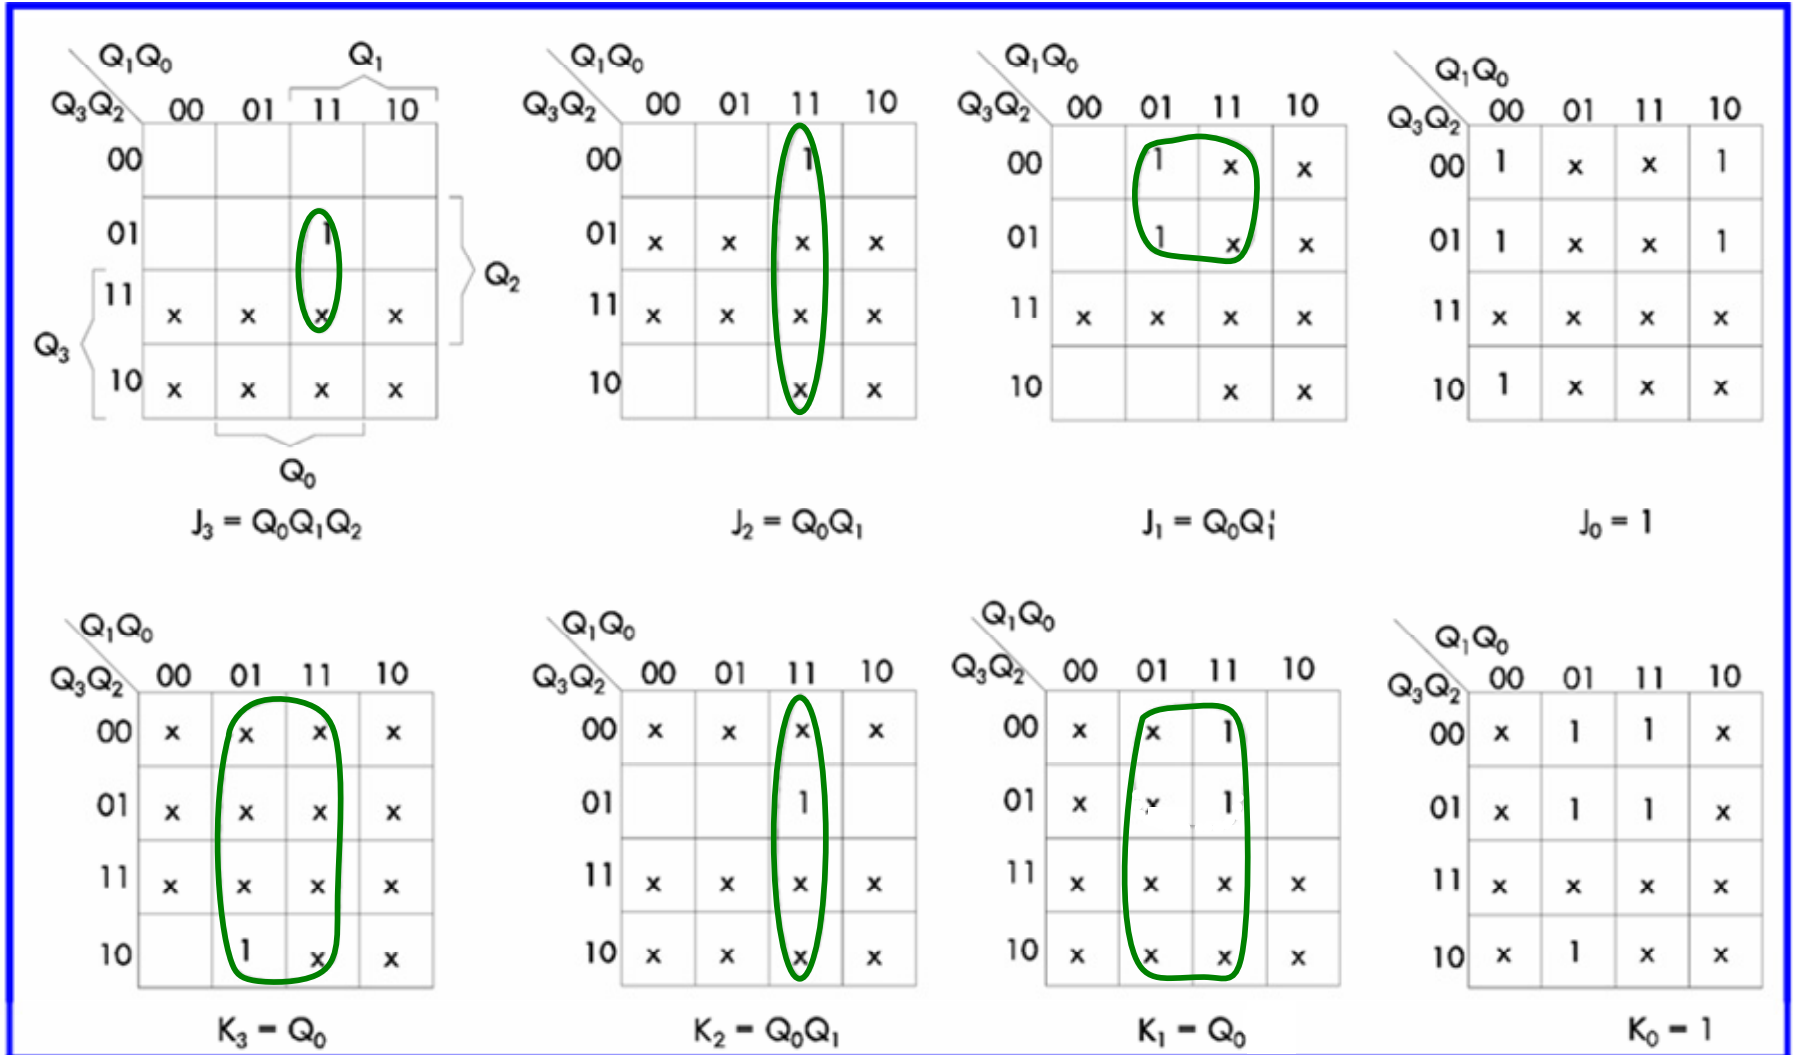 Q₁Q₀ Q₁ Q₁Q₀ Q₁Q₀ Q₁Q₀
Q₃Q₂ 00 01 11 10 Q₃Q₂ 00 01 11 10 Q₃Q₂ 00 01 11 10 Q₃Q₂ 00 01 11 10
00 00 1 00 1 x x 00 1 x x 1
01 1 Q₂ 01 x x x x 01 1 x x 01 1 x x 1
Q₃ 11 x x x x 11 x x x x 11 x x x x 11 x x x x
10 x x x x 10 x x 10 x x 10 1 x x x
Q₀
J₃ = Q₀Q₁Q₂ J₂ = Q₀Q₁ J₁ = Q₀Q₁' J₀ = 1
Q₁Q₀ Q₁Q₀ Q₁Q₀ Q₁Q₀
Q₃Q₂ 00 01 11 10 Q₃Q₂ 00 01 11 10 Q₃Q₂ 00 01 11 10 Q₃Q₂ 00 01 11 10
00 x x x x 00 x x x x 00 x x 1 00 x 1 1 x
01 x x x x 01 1 01 x x 1 01 x 1 1 x
11 x x x x 11 x x x x 11 x x x x 11 x x x x
10 1 x x 10 x x x x 10 x x x x 10 x 1 x x
K₃ = Q₀ K₂ = Q₀Q₁ K₁ = Q₀ K₀ = 1